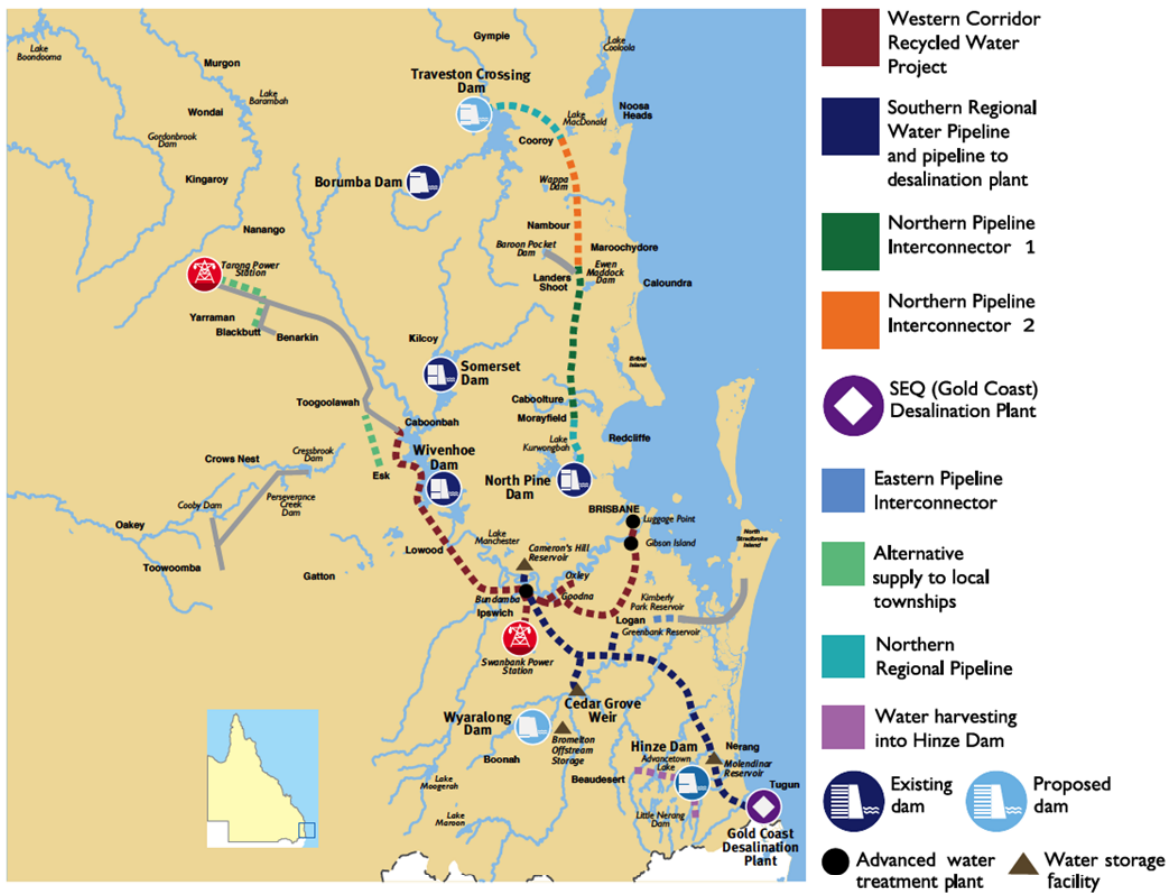 Gympie
Lake
Cooloola
Lake
Boondooma
Murgon
Traveston Crossing
Dam
Lake
Barambah
Wondai
Noosa
Heads
Lake
MacDonald
Gordonbrook
Dam
Cooroy
Kingaroy
Borumba Dam
Wappa
Dam
Nanango
Nambour
Baroon Pocket
Dam
Maroochydore
Tarong Power
Station
Ewen
Maddock
Dam
Landers
Shoot
Caloundra
Yarraman
Blackbutt
Benarkin
Kilcoy
Bribie
Island
Somerset
Dam
Toogoolawah
Caboolture
Morayfield
Caboonbah
Lake
Kurwongbah
Redcliffe
Wivenhoe
Dam
Cressbrook
Dam
Crows Nest
Esk
North Pine
Dam
Cooby Dam
Perseverance
Creek
Dam
BRISBANE
Luggage Point
Oakey
Lake
Manchester
Gibson Island
North
Stradbroke
Island
Lowood
Cameron's Hill
Reservoir
Toowoomba
Gatton
Oxley
Bundamba
Goodna
Kimberly
Park Reservoir
Ipswich
Logan
Greenbank Reservoir
Swanbank Power
Station
Cedar Grove
Weir
Wyaralong
Dam
Bromelton
Offstream
Storage
Hinze Dam
Advancetown
Lake
Nerang
Molendinar
Reservoir
Boonah
Beaudesert
Lake
Moogerah
Tugun
Lake
Maroon
Little Nerang
Dam
Gold Coast
Desalination
Plant
Western Corridor
Recycled Water
Project
Southern Regional
Water Pipeline
and pipeline to
desalination plant
Northern Pipeline
Interconnector 1
Northern Pipeline
Interconnector 2
SEQ (Gold Coast)
Desalination Plant
Eastern Pipeline
Interconnector
Alternative
supply to local
townships
Northern
Regional Pipeline
Water harvesting
into Hinze Dam
Existing
dam
Proposed
dam
Advanced water
treatment plant
Water storage
facility